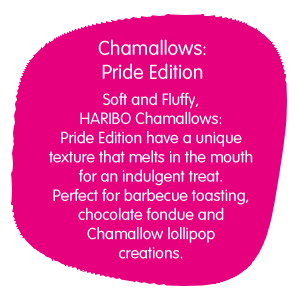 Chamallows:
Pride Edition
Soft and Fluffy,
HARIBO Chamallows:
Pride Edition have a unique
texture that melts in the mouth
for an indulgent treat.
Perfect for barbecue toasting,
chocolate fondue and
Chamallow lollipop
creations.